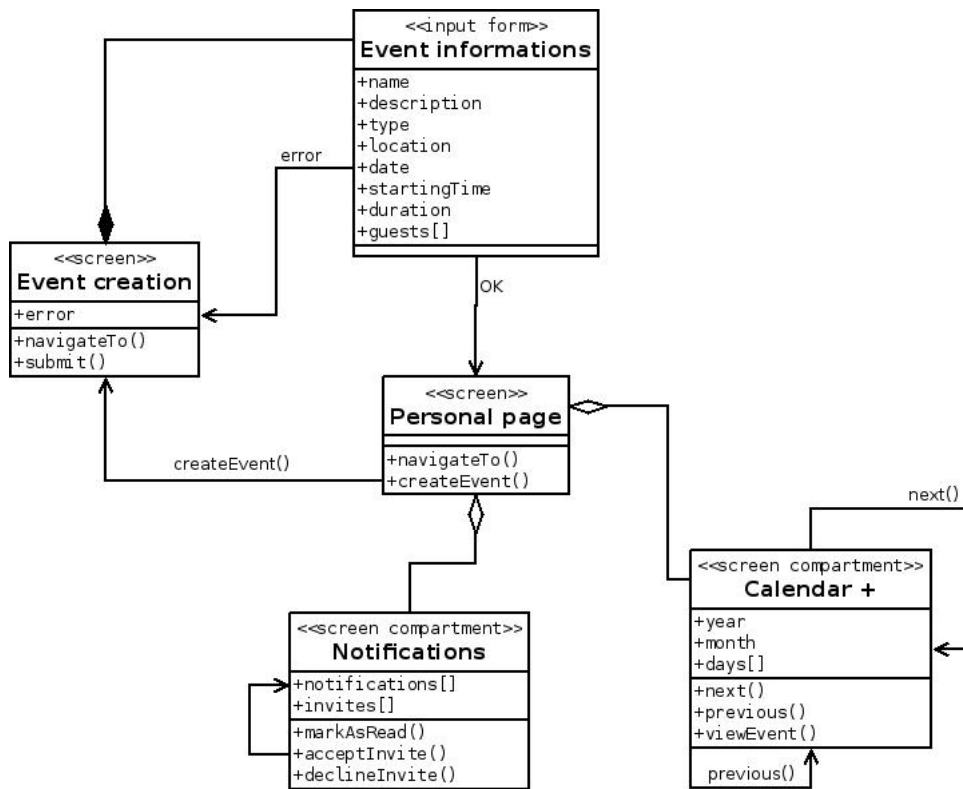 <<input form>>
Event informations
+name
+description
+type
+location
+date
+startingTime
+duration
+guests[]
error
OK
<<screen>>
Event creation
+error
+navigateTo()
+submit()
<<screen>>
Personal page
+navigateTo()
+createEvent()
createEvent()
next()
<<screen compartment>>
Calendar +
+year
+month
+days[]
+next()
+previous()
+viewEvent()
previous()
<<screen compartment>>
Notifications
+notifications[]
+invites[]
+markAsRead()
+acceptInvite()
+declineInvite()